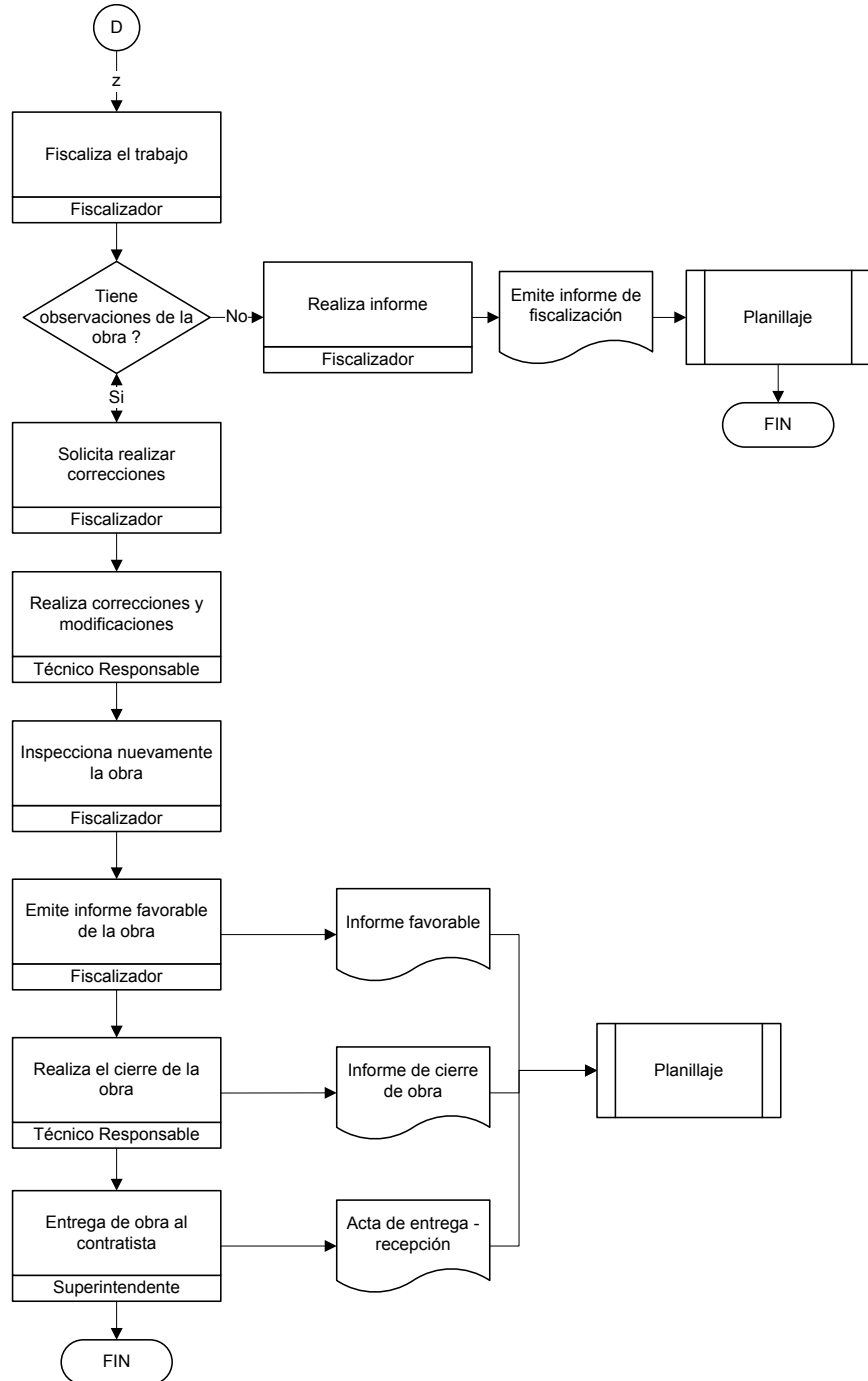 D
z
Fiscaliza el trabajo
Fiscalizador
Tiene
observaciones de la
obra ?
No
Realiza informe
Fiscalizador
Emite informe de
fiscalización
Planillaje
FIN
Si
Solicita realizar
correcciones
Fiscalizador
Realiza correcciones y
modificaciones
Técnico Responsable
Inspecciona nuevamente
la obra
Fiscalizador
Emite informe favorable
de la obra
Fiscalizador
Informe favorable
Realiza el cierre de la
obra
Técnico Responsable
Informe de cierre
de obra
Planillaje
Entrega de obra al
contratista
Superintendente
Acta de entrega -
recepción
FIN